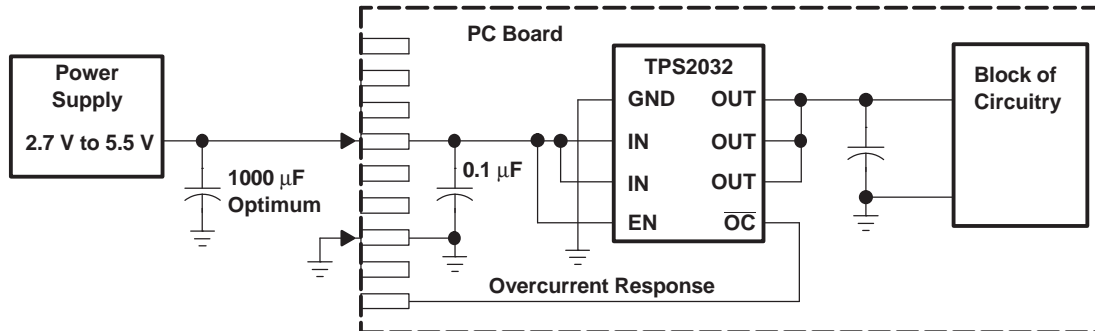 PC Board
Power
Supply
2.7 V to 5.5 V
1000 μF
Optimum
0.1 μF
TPS2032
GND OUT
IN OUT
IN OUT
EN O̅C̅
Overcurrent Response
Block of
Circuitry